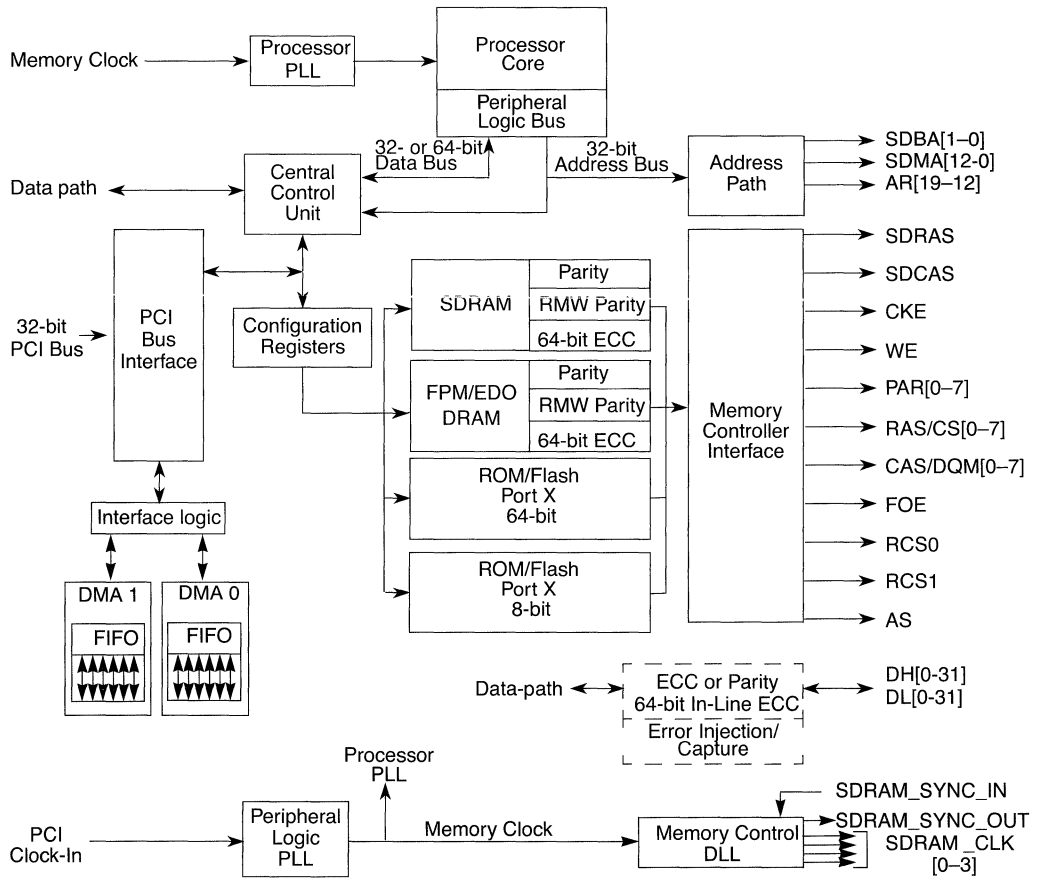 Memory Clock
Processor
PLL
Processor
Core
Peripheral
Logic Bus
32- or 64-bit
Data Bus
32-bit
Address Bus
Address
Path
SDBA[1–0]
SDMA[12-0]
AR[19–12]
Data path
Central
Control
Unit
32-bit
PCI Bus
PCI
Bus
Interface
Configuration
Registers
SDRAM
Parity
RMW Parity
64-bit ECC
FPM/EDO
DRAM
Parity
RMW Parity
64-bit ECC
ROM/Flash
Port X
64-bit
ROM/Flash
Port X
8-bit
Memory
Controller
Interface
SDRAS
SDCAS
CKE
WE
PAR[0–7]
RAS/CS[0–7]
CAS/DQM[0–7]
FOE
RCS0
RCS1
AS
Interface logic
DMA 1
FIFO
DMA 0
FIFO
Data-path
ECC or Parity
64-bit In-Line ECC
Error Injection/
Capture
DH[0-31]
DL[0-31]
PCI
Clock-In
Peripheral
Logic
PLL
Processor
PLL
Memory Clock
Memory Control
DLL
SDRAM_SYNC_IN
SDRAM_SYNC_OUT
SDRAM_CLK
[0–3]